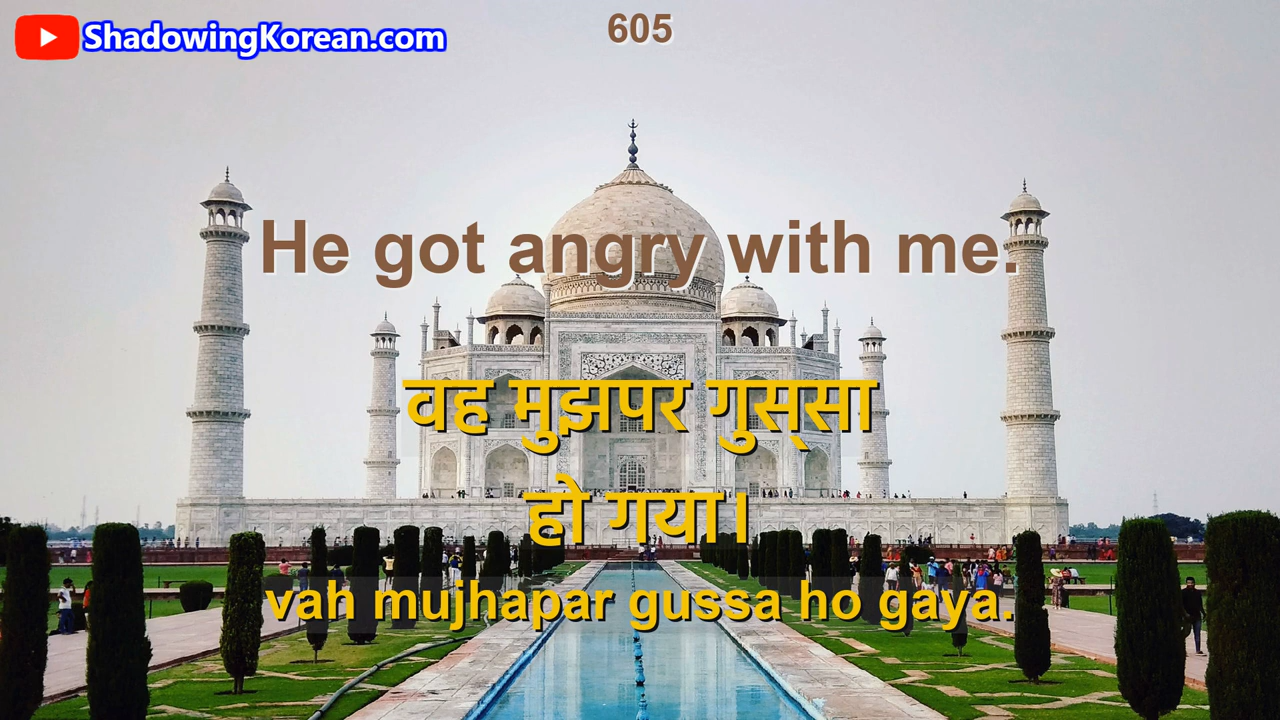 ShadowingKorean.com
605
He got angry with me.
वह मुझपर गुस्‌सा
हो गया।
vah mujhapar gussa ho gaya.